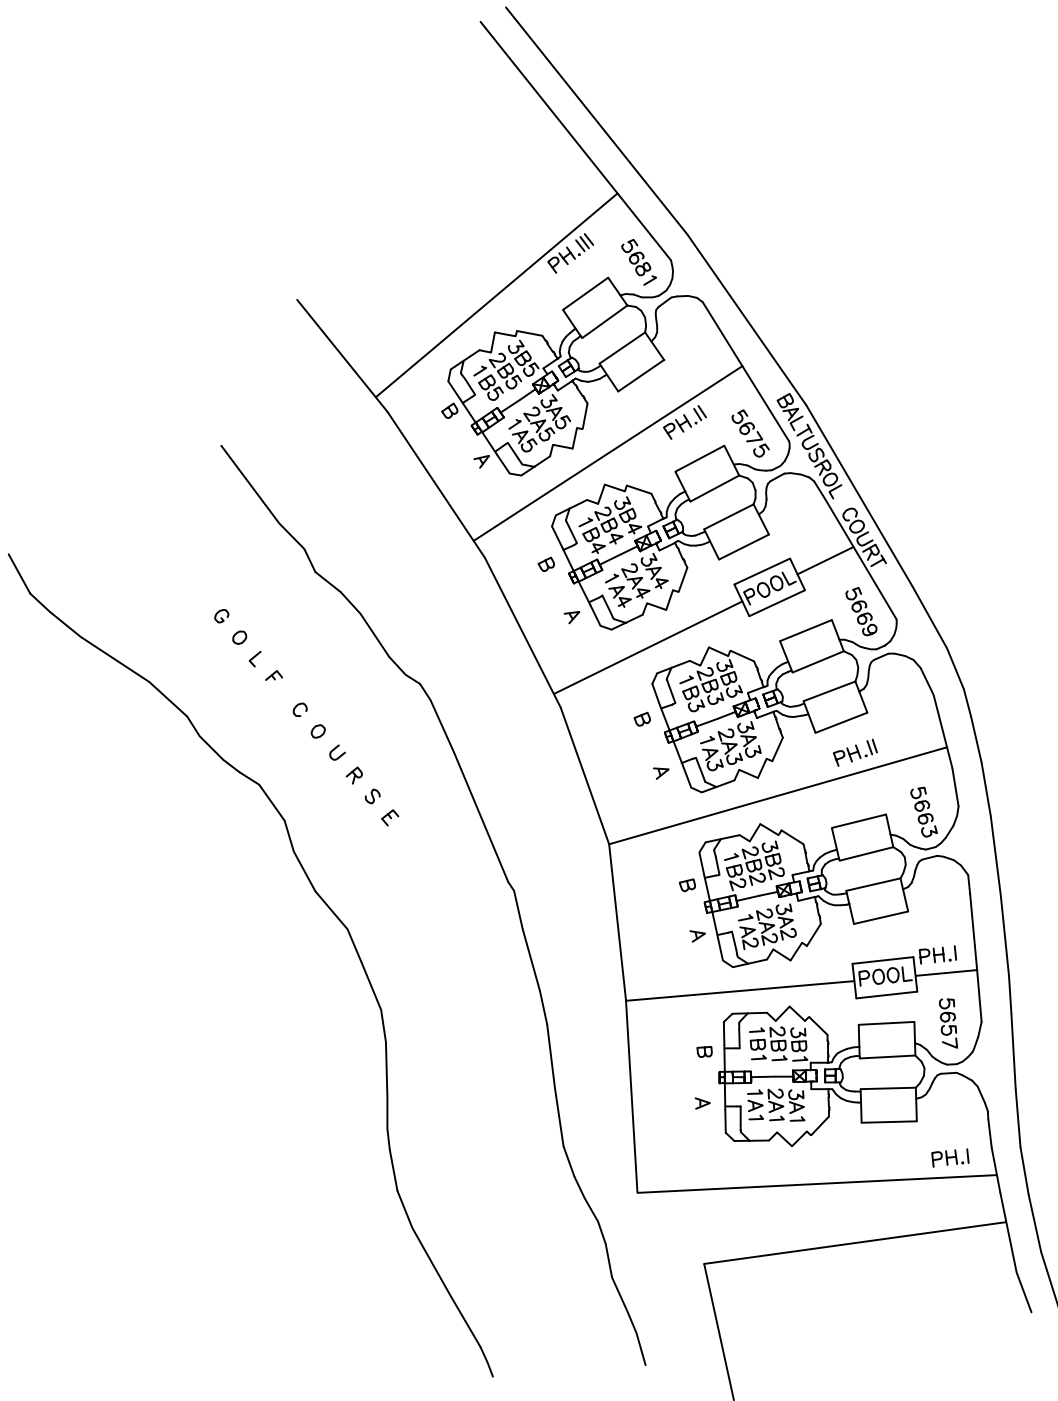 PH.III
5681
3B5
2B5
1B5
3A5
2A5
1A5
B
A
PH.II
5675
BALTUSROL COURT
3B4
2B4
1B4
3A4
2A4
1A4
B
A
POOL
5669
3B3
2B3
1B3
3A3
2A3
1A3
B
A
PH.II
5663
3B2
2B2
1B2
3A2
2A2
1A2
B
A
PH.I
POOL
5657
3B1
2B1
1B1
3A1
2A1
1A1
B
A
PH.I
GOLF COURSE